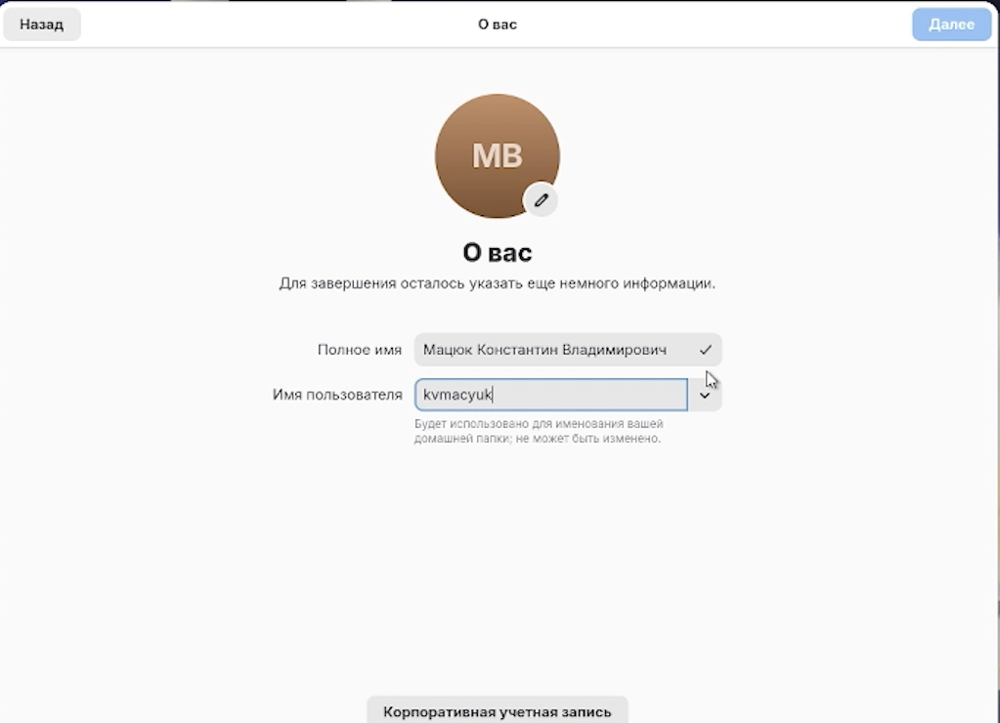 Назад
О вас
Далее
МВ
О вас
Для завершения осталось указать еще немного информации.
Полное имя
Мацюк Константин Владимирович
Имя пользователя
kvmacyuk
Будет использовано для именования вашей
домашней папки; не может быть изменено.
Корпоративная учетная запись